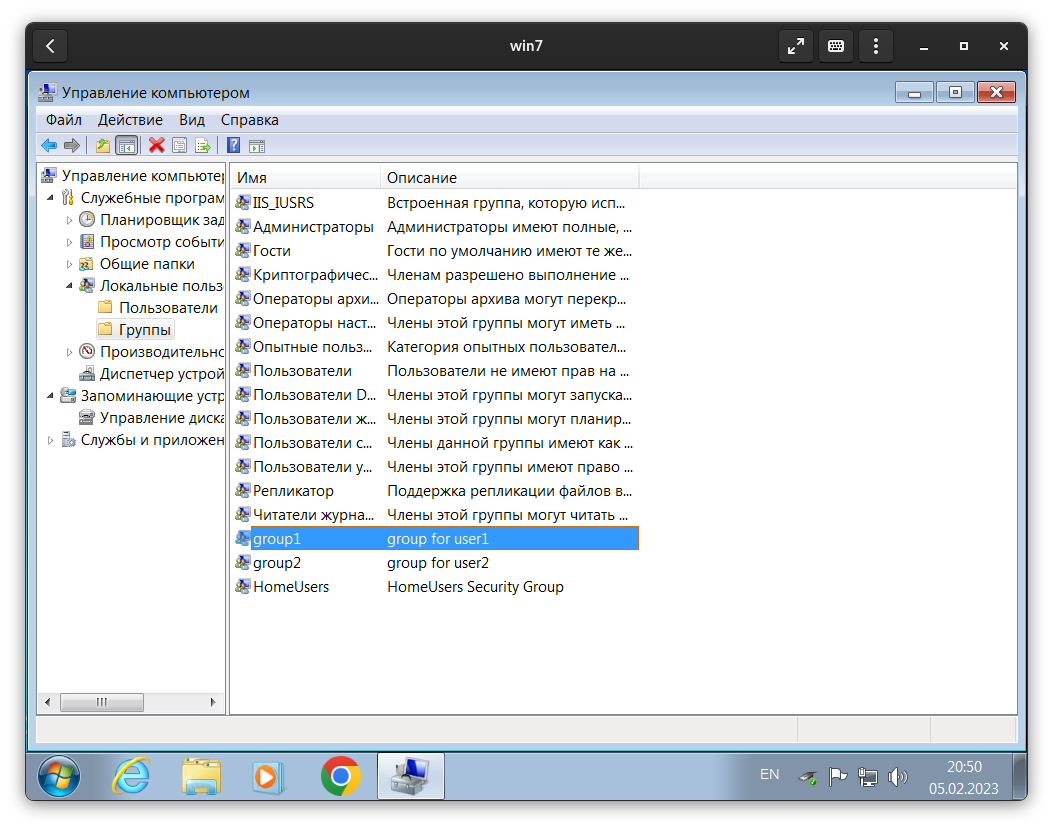 win7
Управление компьютером
Файл Действие Вид Справка
Управление компьютер
Служебные програм
Планировщик зад
Просмотр событи
Общие папки
Локальные польз
Пользователи
Группы
Производительнс
Диспетчер устрой
Запоминающие устр
Управление диска
Службы и приложен
Имя Описание
IIS_IUSRS Встроенная группа, которую исп...
Администраторы Администраторы имеют полные, ...
Гости Гости по умолчанию имеют те же...
Криптографичес... Членам разрешено выполнение ...
Операторы архи... Операторы архива могут перекр...
Операторы наст... Члены этой группы могут иметь ...
Опытные польз... Категория опытных пользовател...
Пользователи Пользователи не имеют прав на ...
Пользователи D... Члены этой группы могут запуска...
Пользователи ж... Члены этой группы могут планир...
Пользователи с... Члены данной группы имеют как ...
Пользователи у... Члены этой группы имеют право ...
Репликатор Поддержка репликации файлов в...
Читатели журна... Члены этой группы могут читать ...
group1 group for user1
group2 group for user2
HomeUsers HomeUsers Security Group
EN
20:50
05.02.2023